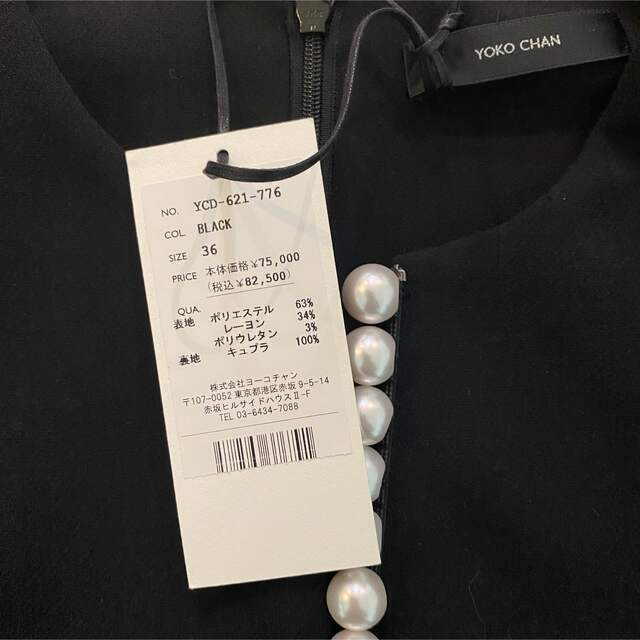 YOKO CHAN
NO. YCD-621-776
COL. BLACK
SIZE 36
PRICE 本体価格¥75,000
(税込¥82,500)
QUA.
表地 ポリエステル 63%
レーヨン 34%
ポリウレタン 3%
裏地 キュプラ 100%
株式会社ヨーコチャン
〒107-0052 東京都港区赤坂 9-5-14
赤坂ヒルサイドハウスⅡ-F
TEL 03-6434-7088